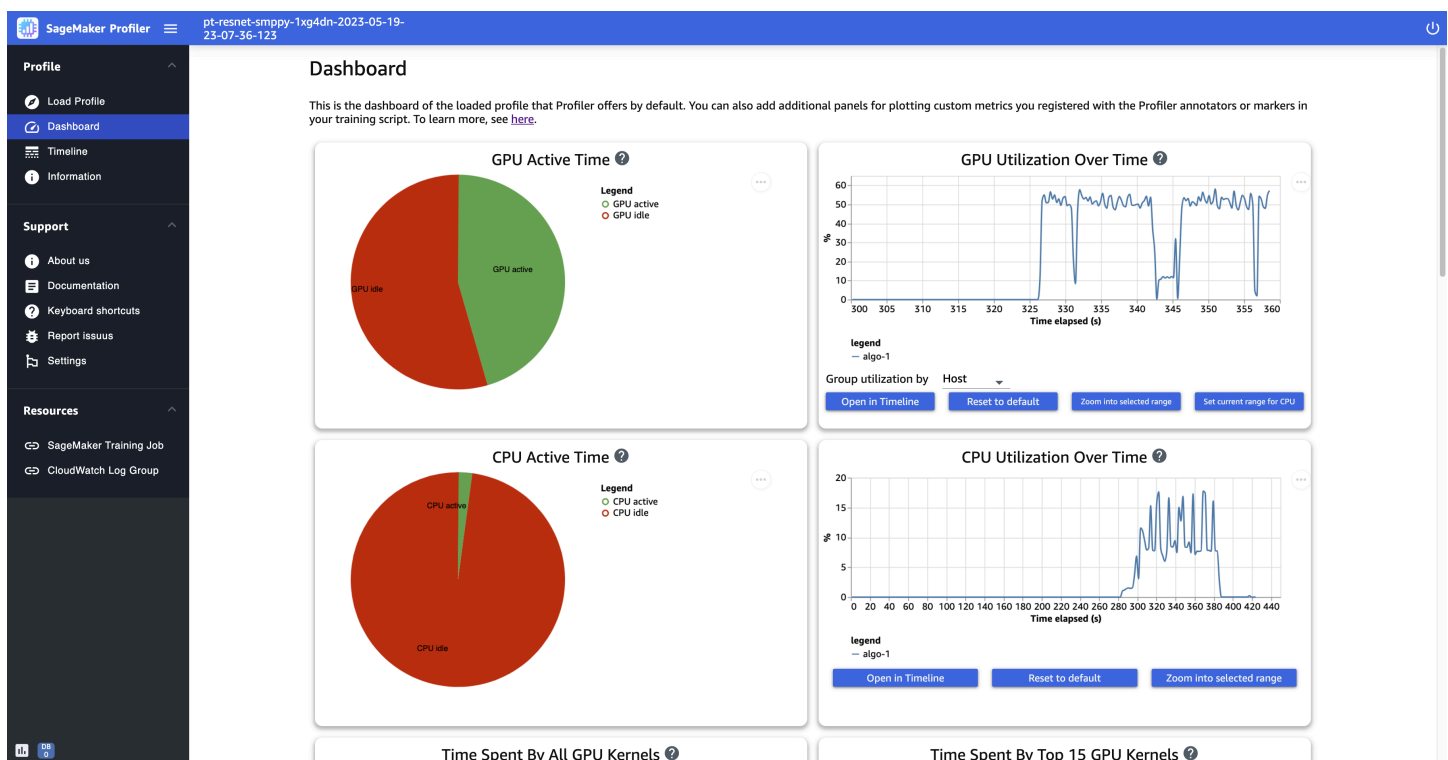 SageMaker Profiler
pt-resnet-smppy-1xg4dn-2023-05-19-
23-07-36-123
Profile
Load Profile
Dashboard
Timeline
Information
Support
About us
Documentation
Keyboard shortcuts
Report issuus
Settings
Resources
SageMaker Training Job
CloudWatch Log Group
DB
0
Dashboard
This is the dashboard of the loaded profile that Profiler offers by default. You can also add additional panels for plotting custom metrics you registered with the Profiler annotators or markers in
your training script. To learn more, see here.
GPU Active Time ?
Legend
GPU active
GPU idle
GPU active
GPU idle
GPU Utilization Over Time ?
60
50
40
30
20
10
0
%
300 305 310 315 320 325 330 335 340 345 350 355 360
Time elapsed (s)
legend
algo-1
Group utilization by Host
Open in Timeline Reset to default Zoom into selected range Set current range for CPU
CPU Active Time ?
Legend
CPU active
CPU idle
CPU active
CPU idle
CPU Utilization Over Time ?
20
15
10
5
0
%
0 20 40 60 80 100 120 140 160 180 200 220 240 260 280 300 320 340 360 380 400 420 440
Time elapsed (s)
legend
algo-1
Open in Timeline Reset to default Zoom into selected range
Time Spent By All GPU Kernels ?
Time Spent By Top 15 GPU Kernels ?